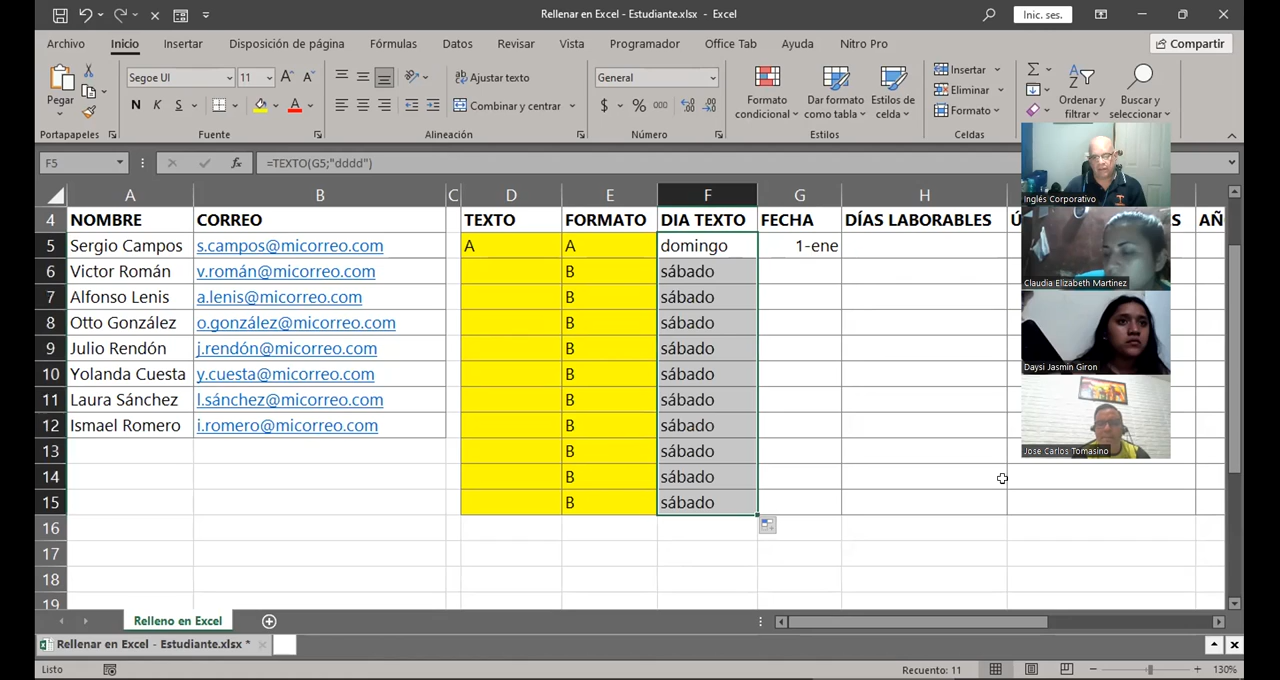 Rellenar en Excel - Estudiante.xlsx - Excel
Inic. ses.
Archivo Inicio Insertar Disposición de página Fórmulas Datos Revisar Vista Programador Office Tab Ayuda Nitro Pro Compartir
Pegar
Segoe UI 11
N K S
Ajustar texto
Combinar y centrar
General
$ % 000
Formato condicional
Dar formato como tabla
Estilos de celda
Insertar
Eliminar
Formato
Ordenar y filtrar
Buscar y seleccionar
Portapapeles Fuente Alineación Número Estilos Celdas
F5 fx =TEXTO(G5;"dddd")
A B C D E F G H
4 NOMBRE CORREO TEXTO FORMATO DIA TEXTO FECHA DÍAS LABORABLES
5 Sergio Campos s.campos@micorreo.com A A domingo 1-ene
6 Victor Román v.román@micorreo.com B sábado
7 Alfonso Lenis a.lenis@micorreo.com B sábado
8 Otto González o.gonzález@micorreo.com B sábado
9 Julio Rendón j.rendón@micorreo.com B sábado
10 Yolanda Cuesta y.cuesta@micorreo.com B sábado
11 Laura Sánchez l.sánchez@micorreo.com B sábado
12 Ismael Romero i.romero@micorreo.com B sábado
13 B sábado
14 B sábado
15 B sábado
16
17
18
19
Inglés Corporativo
Claudia Elizabeth Martinez
Daysi Jasmin Giron
Jose Carlos Tomasino
Relleno en Excel
Rellenar en Excel - Estudiante.xlsx *
Listo Recuento: 11 130%